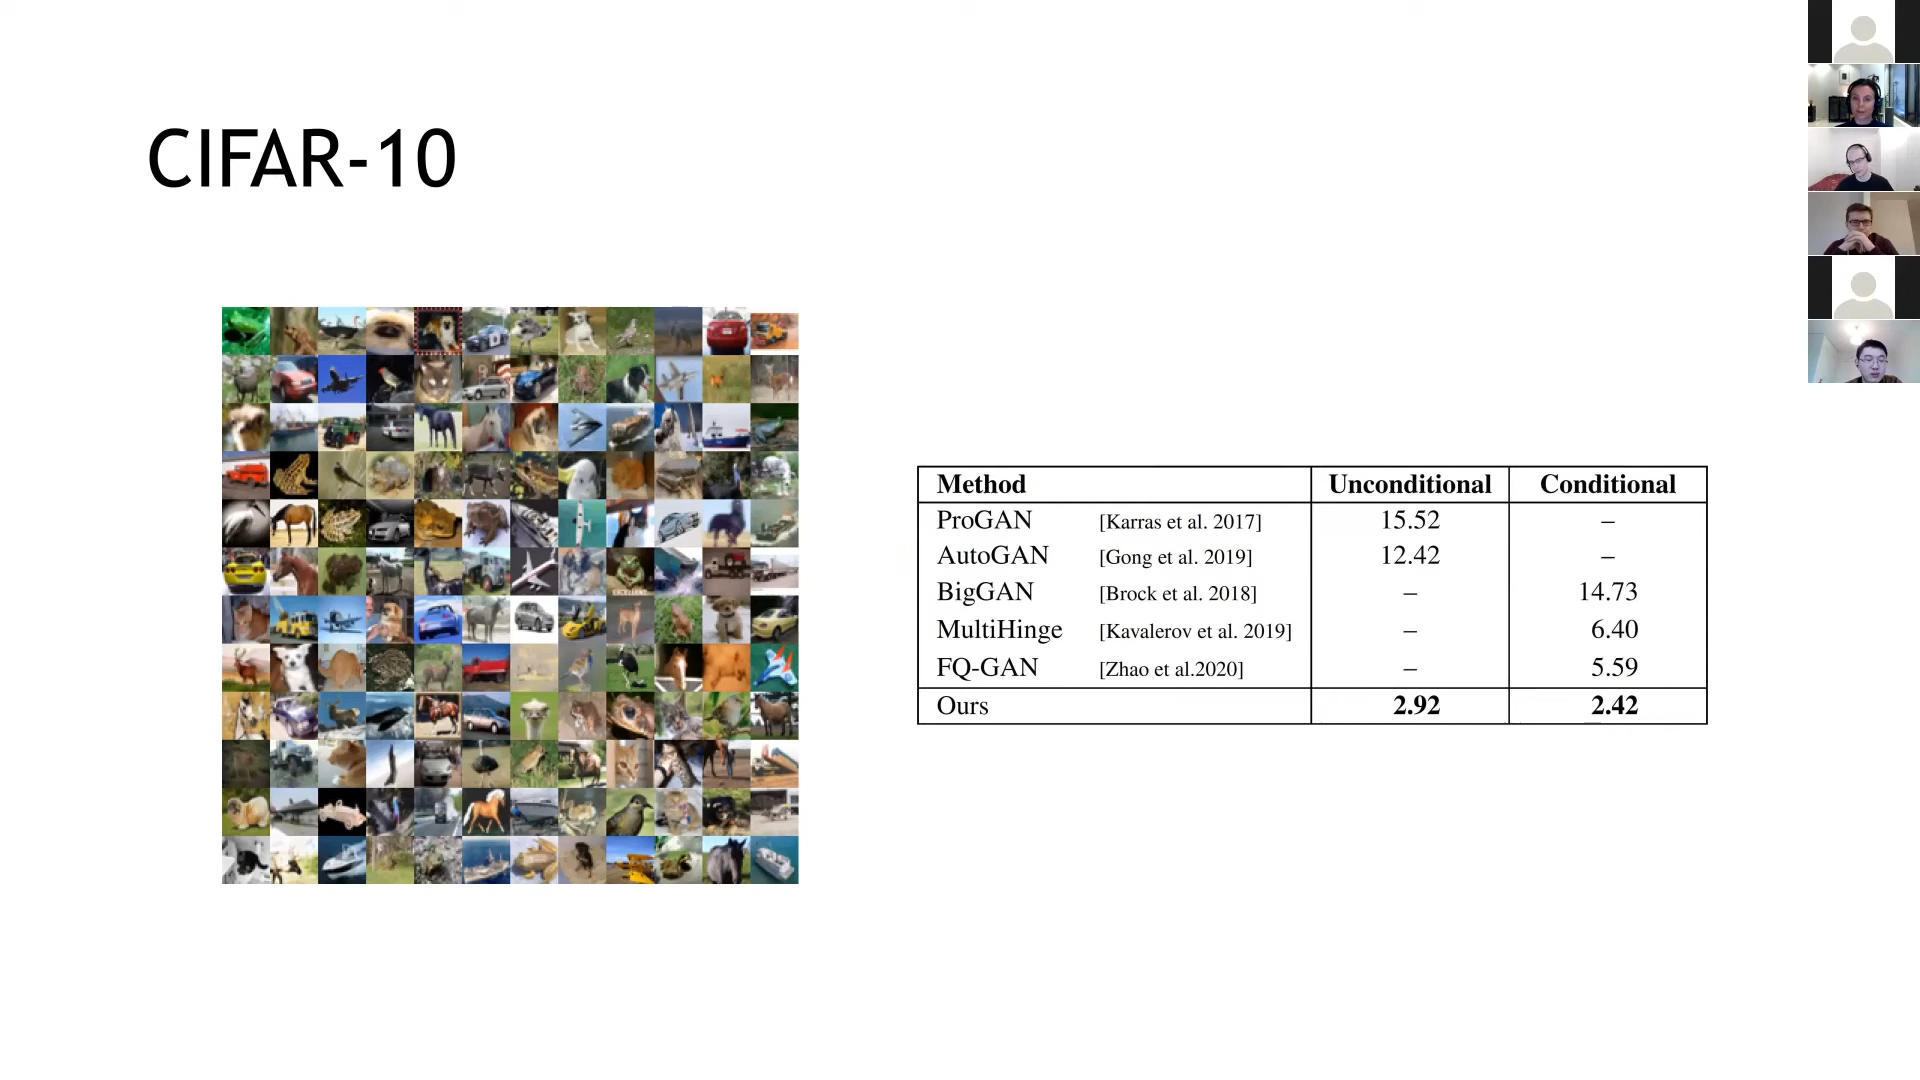 CIFAR-10
Method Unconditional Conditional
ProGAN [Karras et al. 2017] 15.52 –
AutoGAN [Gong et al. 2019] 12.42 –
BigGAN [Brock et al. 2018] – 14.73
MultiHinge [Kavalerov et al. 2019] – 6.40
FQ-GAN [Zhao et al.2020] – 5.59
Ours 2.92 2.42